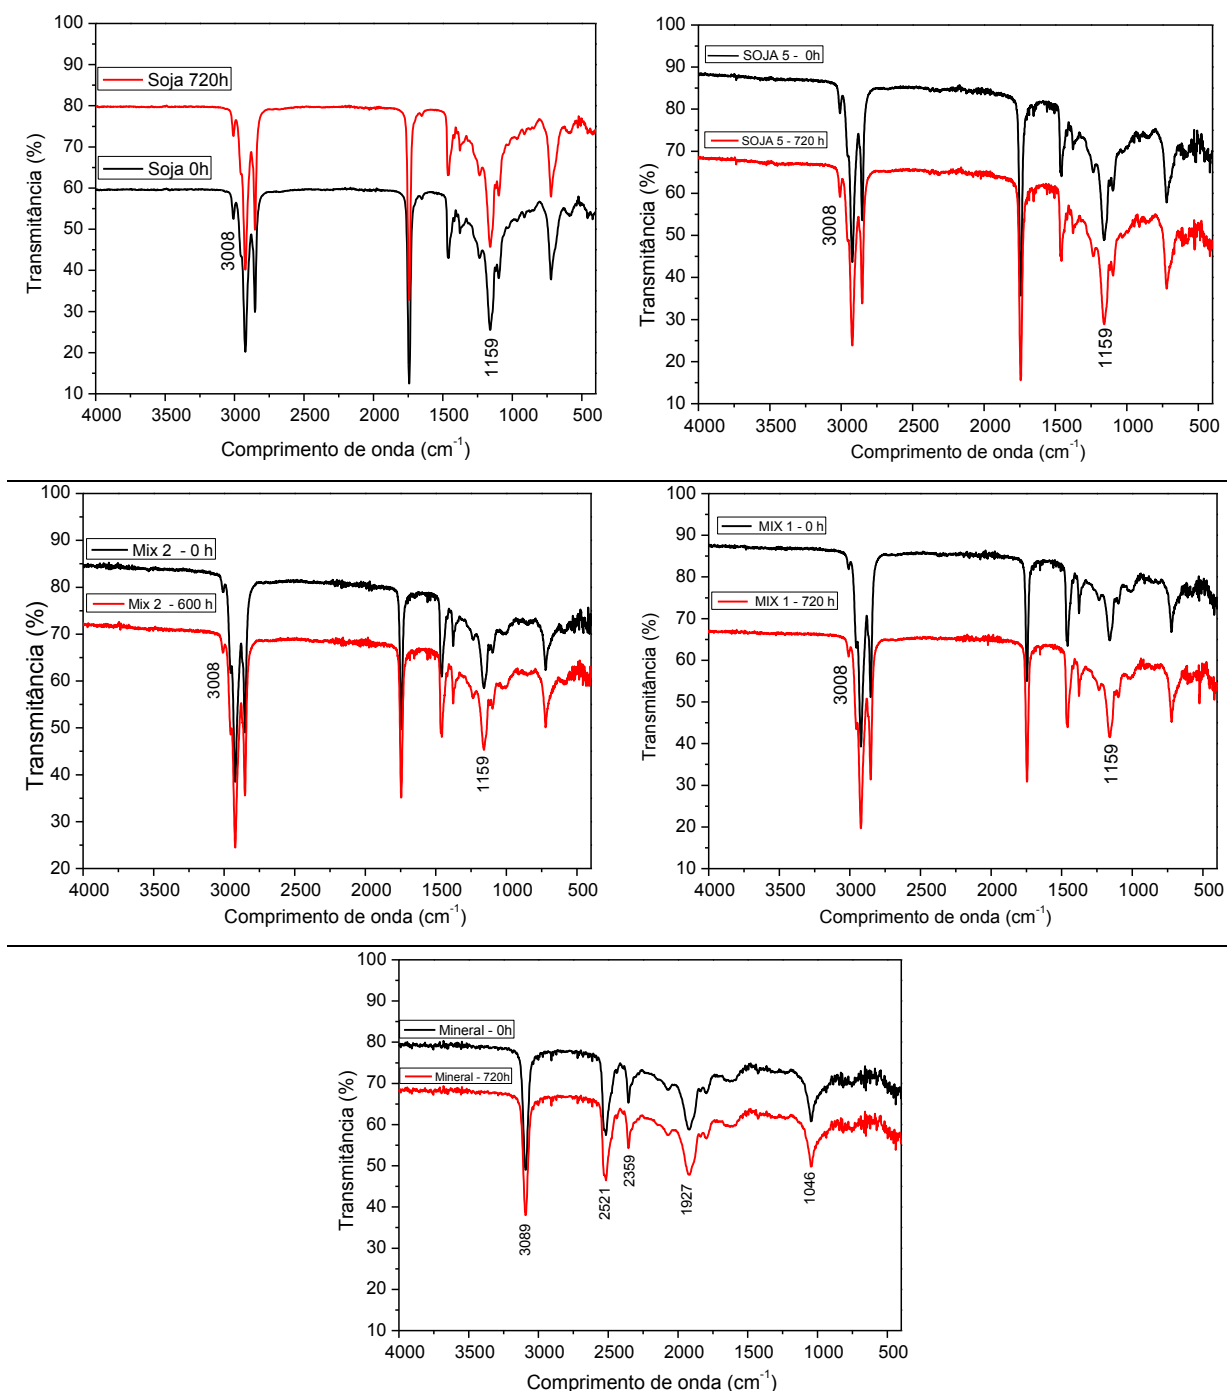 100
90
80
70
60
50
40
30
20
10
Transmitância (%)
Soja 720h
Soja 0h
3008
1159
4000 3000 2000 1500 1000 500
Comprimento de onda (cm-1)
100
90
80
70
60
50
40
30
20
10
Transmitância (%)
SOJA 5 - 0h
SOJA 5 - 720 h
3008
1159
4000 3500 3000 2500 2000 1500 1000 500
Comprimento de onda (cm-1)
100
90
80
70
60
50
40
30
20
Transmitância (%)
Mix 2 - 0 h
Mix 2 - 600 h
3008
1159
4000 3500 3000 2500 2000 1500 1000 500
Comprimento de onda (cm-1)
100
90
80
70
60
50
40
30
20
10
Transmitância (%)
MIX 1 - 0 h
MIX 1 - 720 h
3008
1159
4000 3500 3000 2500 2000 1500 1000 500
Comprimento de onda (cm-1)
100
90
80
70
60
50
40
30
20
10
Transmitância (%)
Mineral - 0h
Mineral - 720h
3089
2521
2359
1927
1046
4000 3500 3000 2500 2000 1500 1000 500
Comprimento de onda (cm-1)